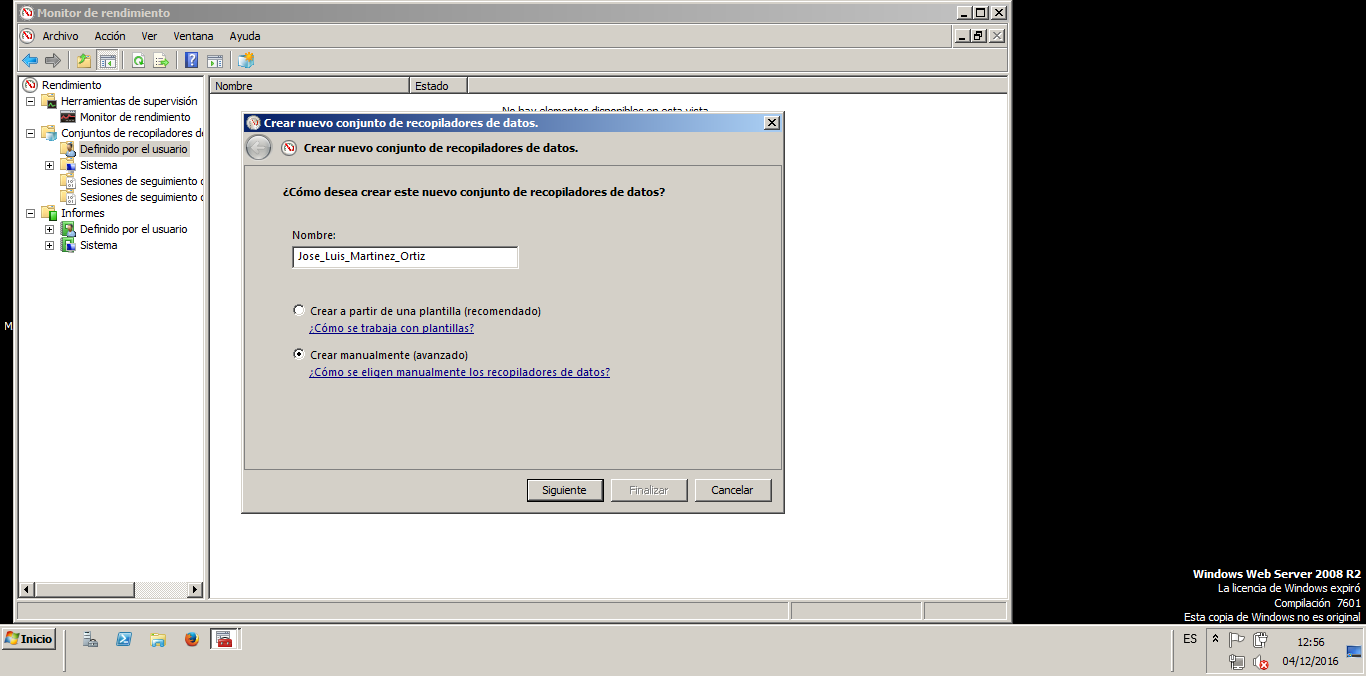 Monitor de rendimiento
Archivo Acción Ver Ventana Ayuda
Rendimiento
Herramientas de supervisión
Monitor de rendimiento
Conjuntos de recopiladores d
Definido por el usuario
Sistema
Sesiones de seguimiento
Sesiones de seguimiento
Informes
Definido por el usuario
Sistema
Nombre Estado
No hay elementos disponibles en esta vista.
Crear nuevo conjunto de recopiladores de datos.
Crear nuevo conjunto de recopiladores de datos.
¿Cómo desea crear este nuevo conjunto de recopiladores de datos?
Nombre:
Jose_Luis_Martinez_Ortiz
Crear a partir de una plantilla (recomendado)
¿Cómo se trabaja con plantillas?
Crear manualmente (avanzado)
¿Cómo se eligen manualmente los recopiladores de datos?
Siguiente Finalizar Cancelar
M
Windows Web Server 2008 R2
La licencia de Windows expiró
Compilación 7601
Esta copia de Windows no es original
Inicio
ES
12:56
04/12/2016